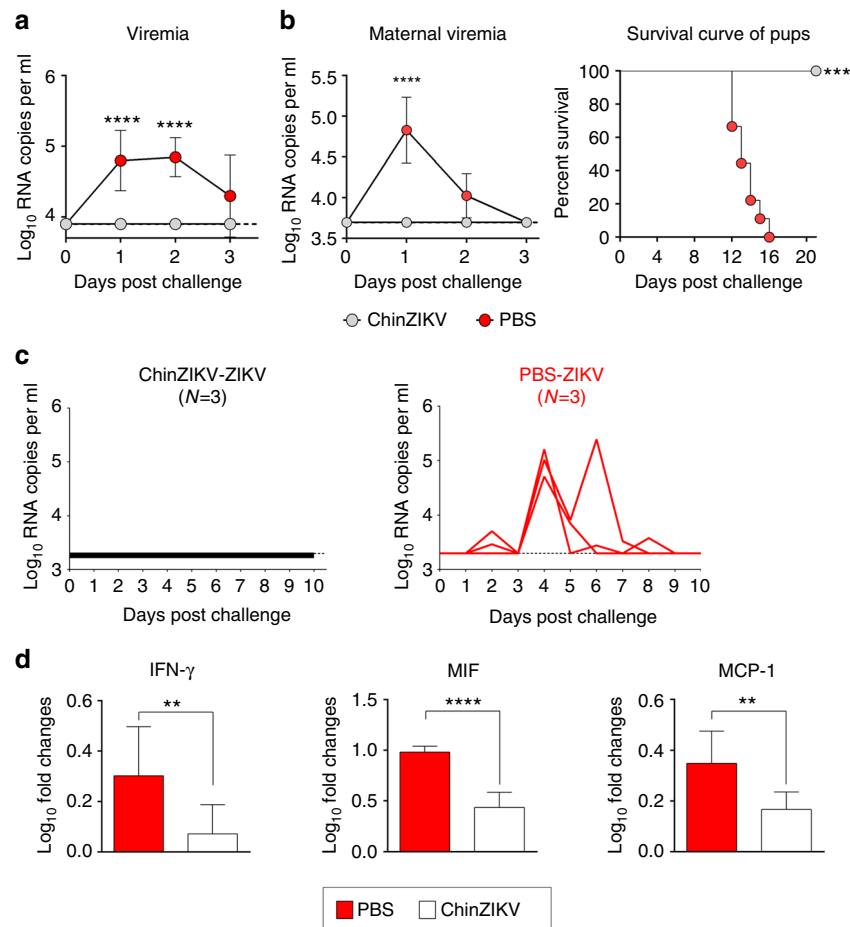 a
Viremia
Log10 RNA copies per ml
6
5
4
**** ****
0 1 2 3
Days post challenge
b
Maternal viremia
Log10 RNA copies per ml
5.5
5.0
4.5
4.0
3.5
****
0 1 2 3
Days post challenge
Survival curve of pups
Percent survival
100
80
60
40
20
0
***
0 4 8 12 16 20
Days post challenge
ChinZIKV PBS
c
ChinZIKV-ZIKV
(N=3)
Log10 RNA copies per ml
6
5
4
3
0 1 2 3 4 5 6 7 8 9 10
Days post challenge
PBS-ZIKV
(N=3)
Log10 RNA copies per ml
6
5
4
3
0 1 2 3 4 5 6 7 8 9 10
Days post challenge
d
IFN-γ
Log10 fold changes
0.6
0.4
0.2
0.0
**
MIF
Log10 fold changes
1.5
1.0
0.5
0.0
****
MCP-1
Log10 fold changes
0.6
0.4
0.2
0.0
**
PBS ChinZIKV